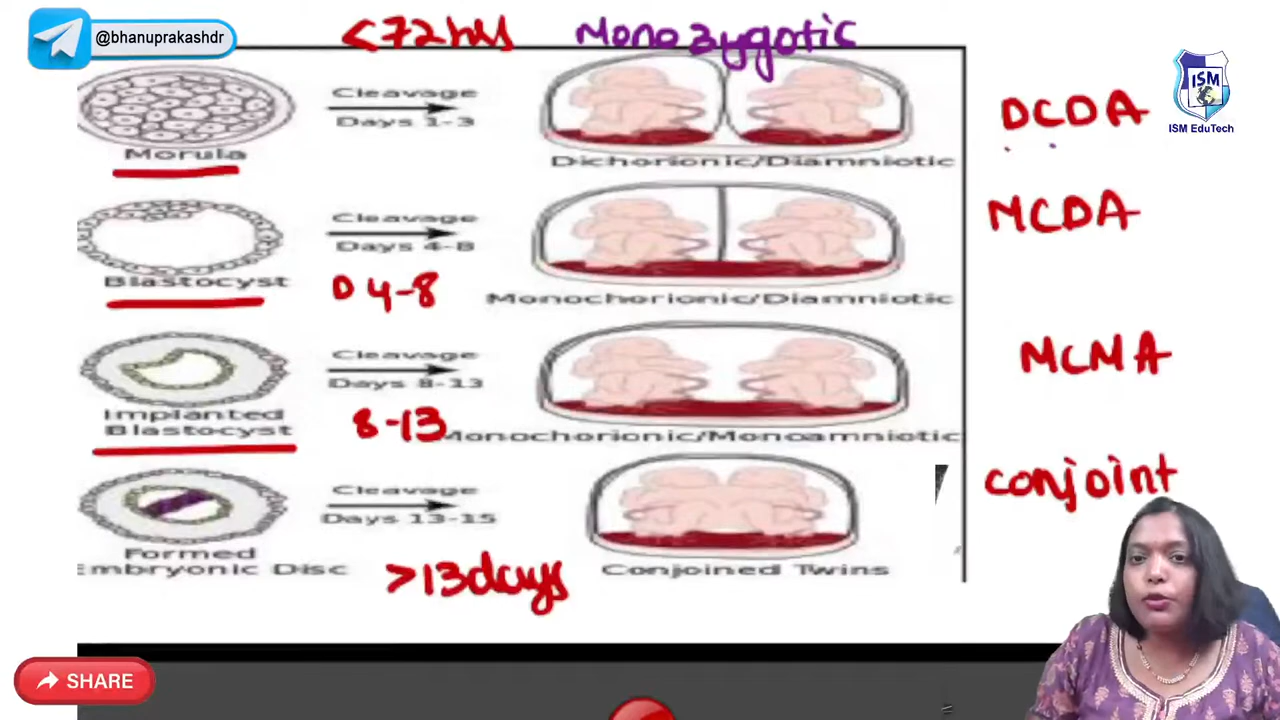 @bhanuprakashdr
<72hrs
Monozygotic
ISM
ISM EduTech
Cleavage
Days 1-3
Morula
Dichorionic/Diamniotic
DCDA
Cleavage
Days 4-8
Blastocyst
D 4-8
Monochorionic/Diamniotic
MCDA
Cleavage
Days 8-13
Implanted
Blastocyst
8-13
Monochorionic/Monoamniotic
MCMA
Cleavage
Days 13-15
Formed
Embryonic Disc
>13days
Conjoined Twins
conjoint
SHARE